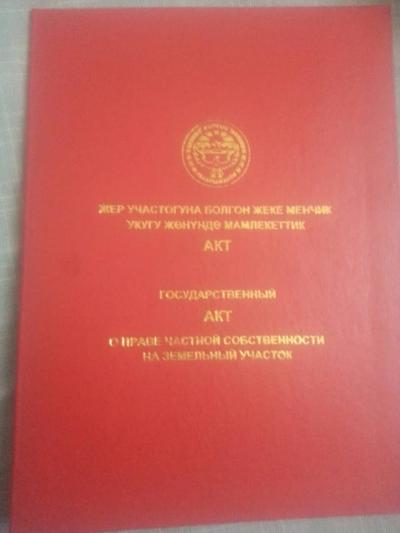 ЖЕР УЧАСТОГУНА БОЛГОН ЖЕКЕ МЕНЧИК
УКУГУ ЖӨНҮНДӨ МАМЛЕКЕТТИК
АКТ
ГОСУДАРСТВЕННЫЙ
АКТ
О ПРАВЕ ЧАСТНОЙ СОБСТВЕННОСТИ
НА ЗЕМЕЛЬНЫЙ УЧАСТОК